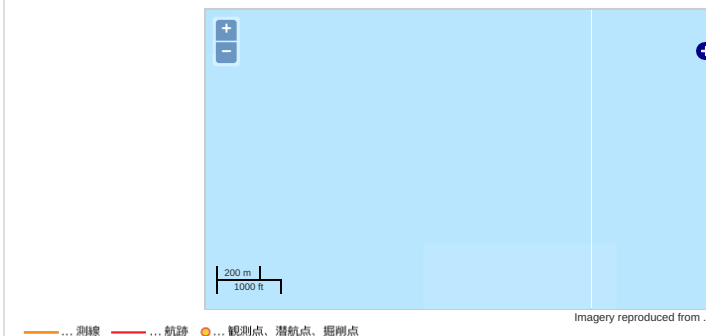 +
−
200 m
1000 ft
Imagery reproduced from .
... 測線 ... 航跡 ... 観測点、潜航点、掘削点